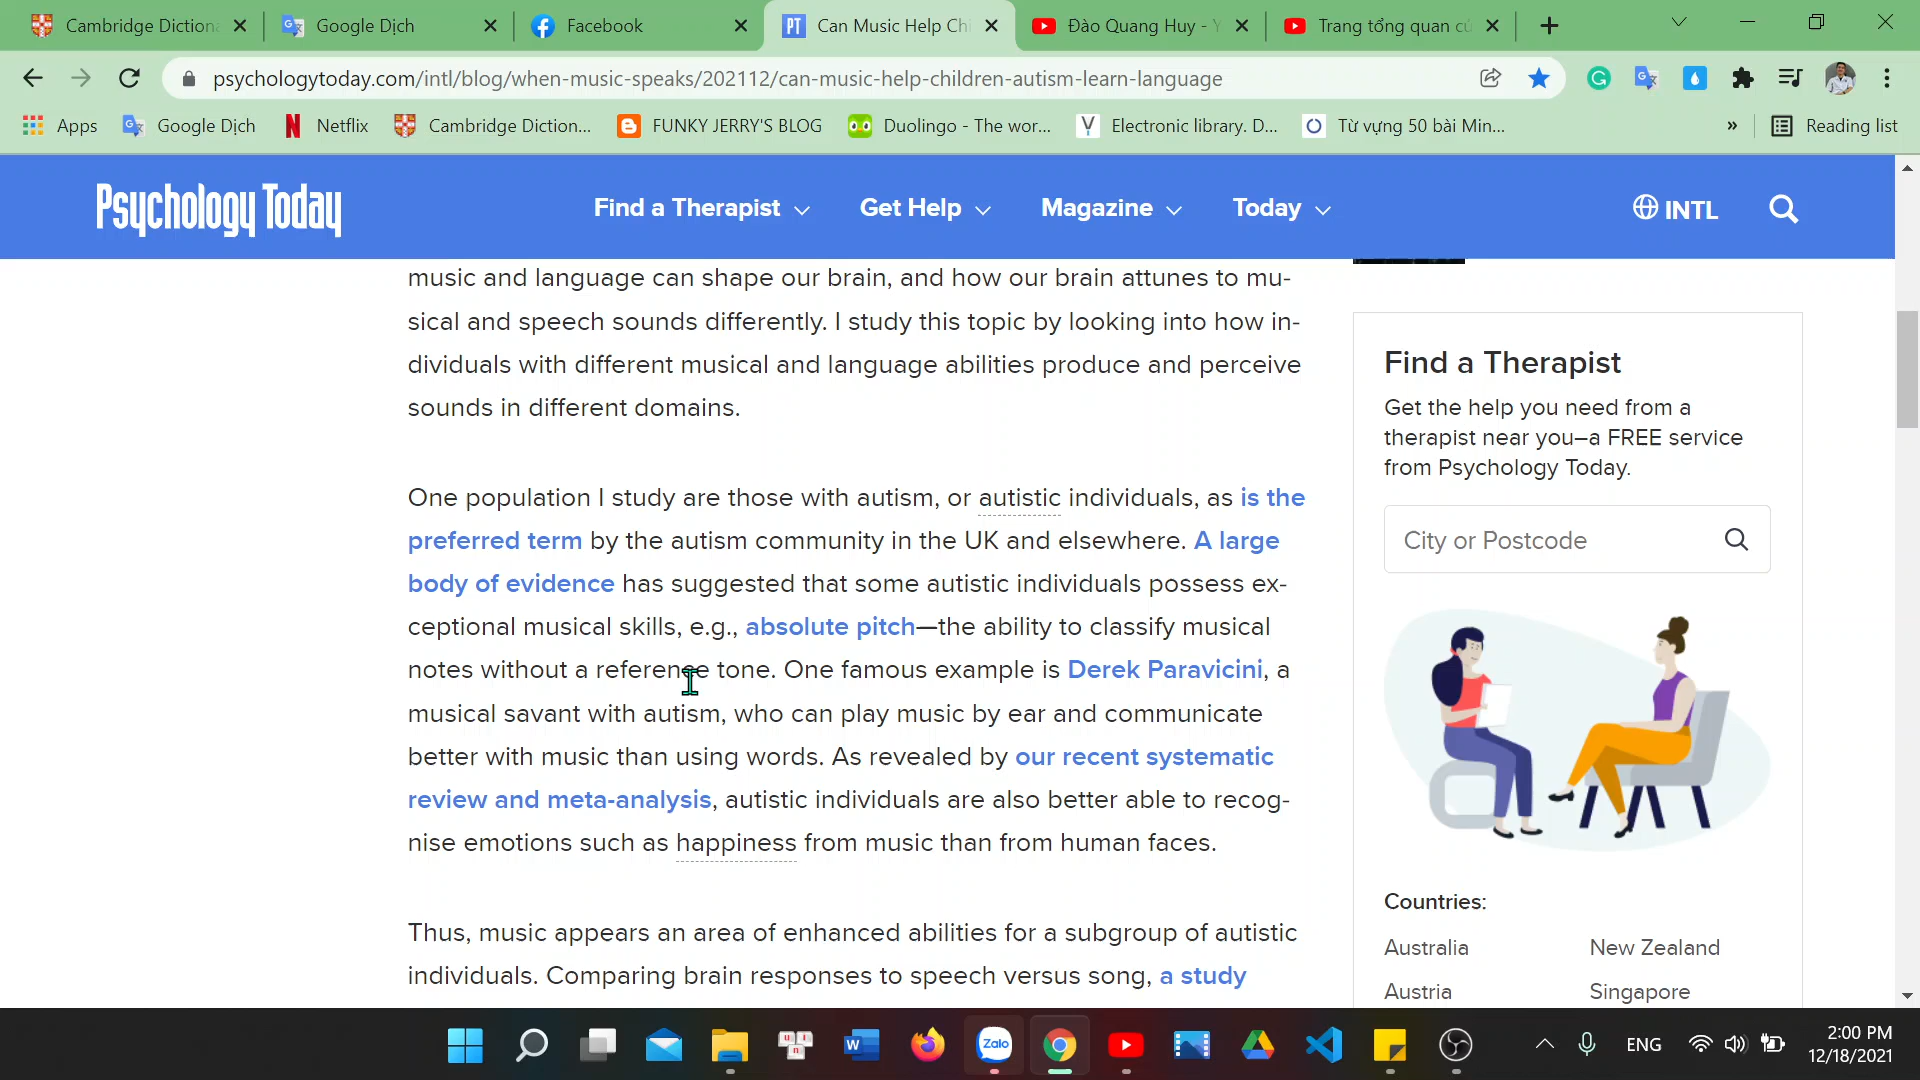 Cambridge Dictiona
Google Dịch
Facebook
Can Music Help Chi
Đào Quang Huy - Y
Trang tổng quan củ
psychologytoday.com/intl/blog/when-music-speaks/202112/can-music-help-children-autism-learn-language
Apps
Google Dịch
Netflix
Cambridge Diction...
FUNKY JERRY'S BLOG
Duolingo - The wor...
Electronic library. D...
Từ vựng 50 bài Min...
»
Reading list
Psychology Today
Find a Therapist
Get Help
Magazine
Today
INTL
music and language can shape our brain, and how our brain attunes to mu-
sical and speech sounds differently. I study this topic by looking into how in-
dividuals with different musical and language abilities produce and perceive
sounds in different domains.
One population I study are those with autism, or autistic individuals, as is the
preferred term by the autism community in the UK and elsewhere. A large
body of evidence has suggested that some autistic individuals possess ex-
ceptional musical skills, e.g., absolute pitch—the ability to classify musical
notes without a reference tone. One famous example is Derek Paravicini, a
musical savant with autism, who can play music by ear and communicate
better with music than using words. As revealed by our recent systematic
review and meta-analysis, autistic individuals are also better able to recog-
nise emotions such as happiness from music than from human faces.
Thus, music appears an area of enhanced abilities for a subgroup of autistic
individuals. Comparing brain responses to speech versus song, a study
Find a Therapist
Get the help you need from a
therapist near you–a FREE service
from Psychology Today.
City or Postcode
Countries:
Australia
New Zealand
Austria
Singapore
Zalo
ENG
2:00 PM
12/18/2021